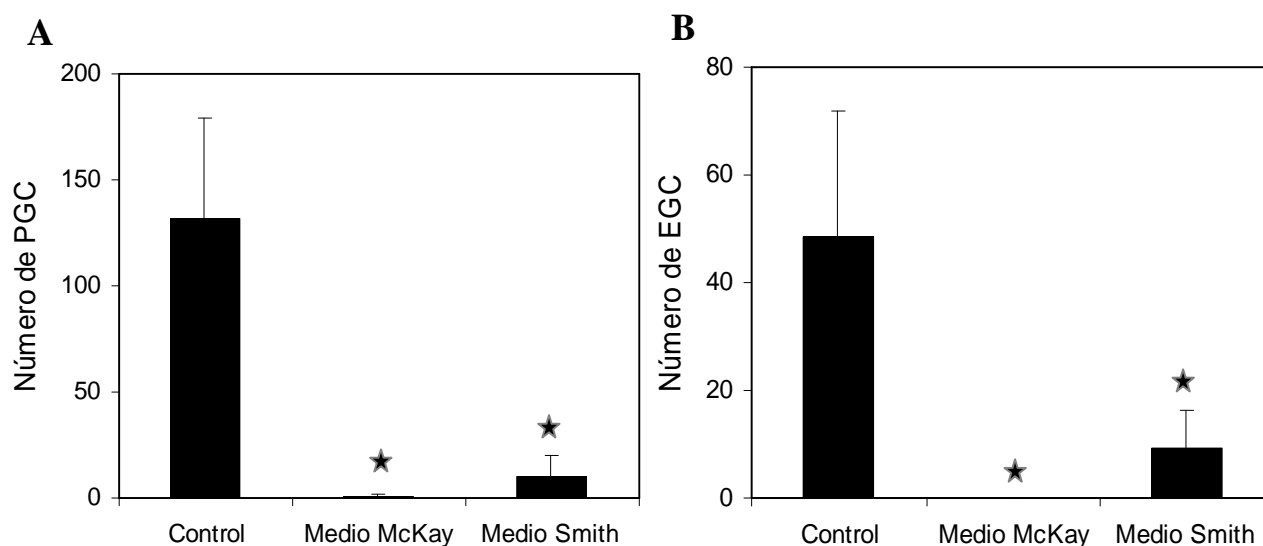 A
Número de PGC
200
150
100
50
0
Control Medio McKay Medio Smith
B
Número de EGC
80
60
40
20
0
Control Medio McKay Medio Smith